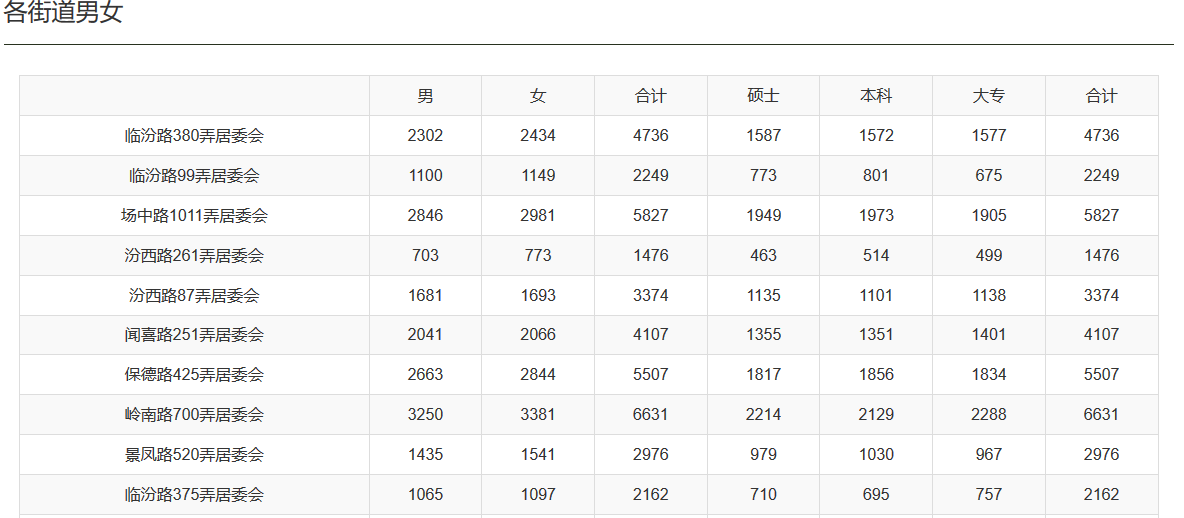 各街道男女
男 女 合计 硕士 本科 大专 合计
临汾路380弄居委会 2302 2434 4736 1587 1572 1577 4736
临汾路99弄居委会 1100 1149 2249 773 801 675 2249
场中路1011弄居委会 2846 2981 5827 1949 1973 1905 5827
汾西路261弄居委会 703 773 1476 463 514 499 1476
汾西路87弄居委会 1681 1693 3374 1135 1101 1138 3374
闻喜路251弄居委会 2041 2066 4107 1355 1351 1401 4107
保德路425弄居委会 2663 2844 5507 1817 1856 1834 5507
岭南路700弄居委会 3250 3381 6631 2214 2129 2288 6631
景凤路520弄居委会 1435 1541 2976 979 1030 967 2976
临汾路375弄居委会 1065 1097 2162 710 695 757 2162